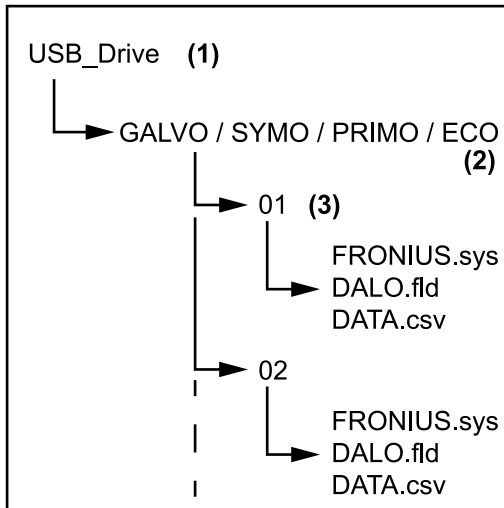 USB_Drive (1)
GALVO / SYMO / PRIMO / ECO
(2)
01 (3)
FRONIUS.sys
DALO.fld
DATA.csv
02
FRONIUS.sys
DALO.fld
DATA.csv